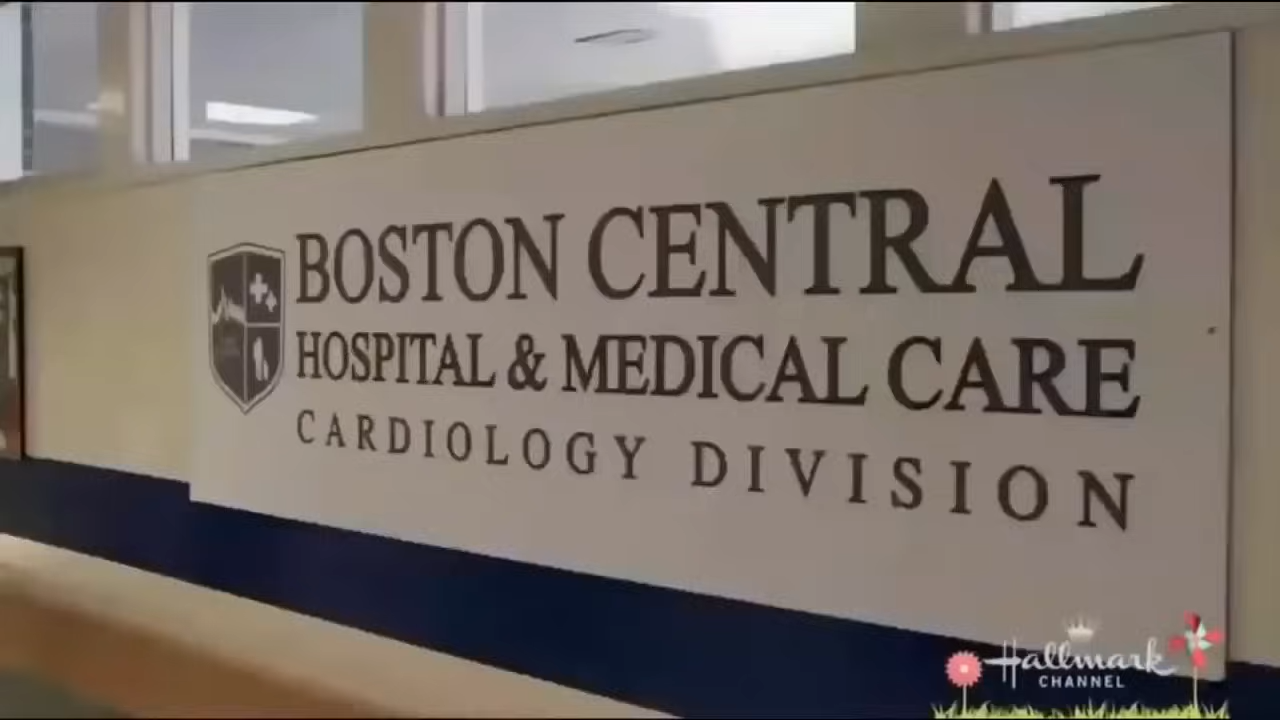 BOSTON CENTRAL
HOSPITAL & MEDICAL CARE
CARDIOLOGY DIVISION
Hallmark
CHANNEL